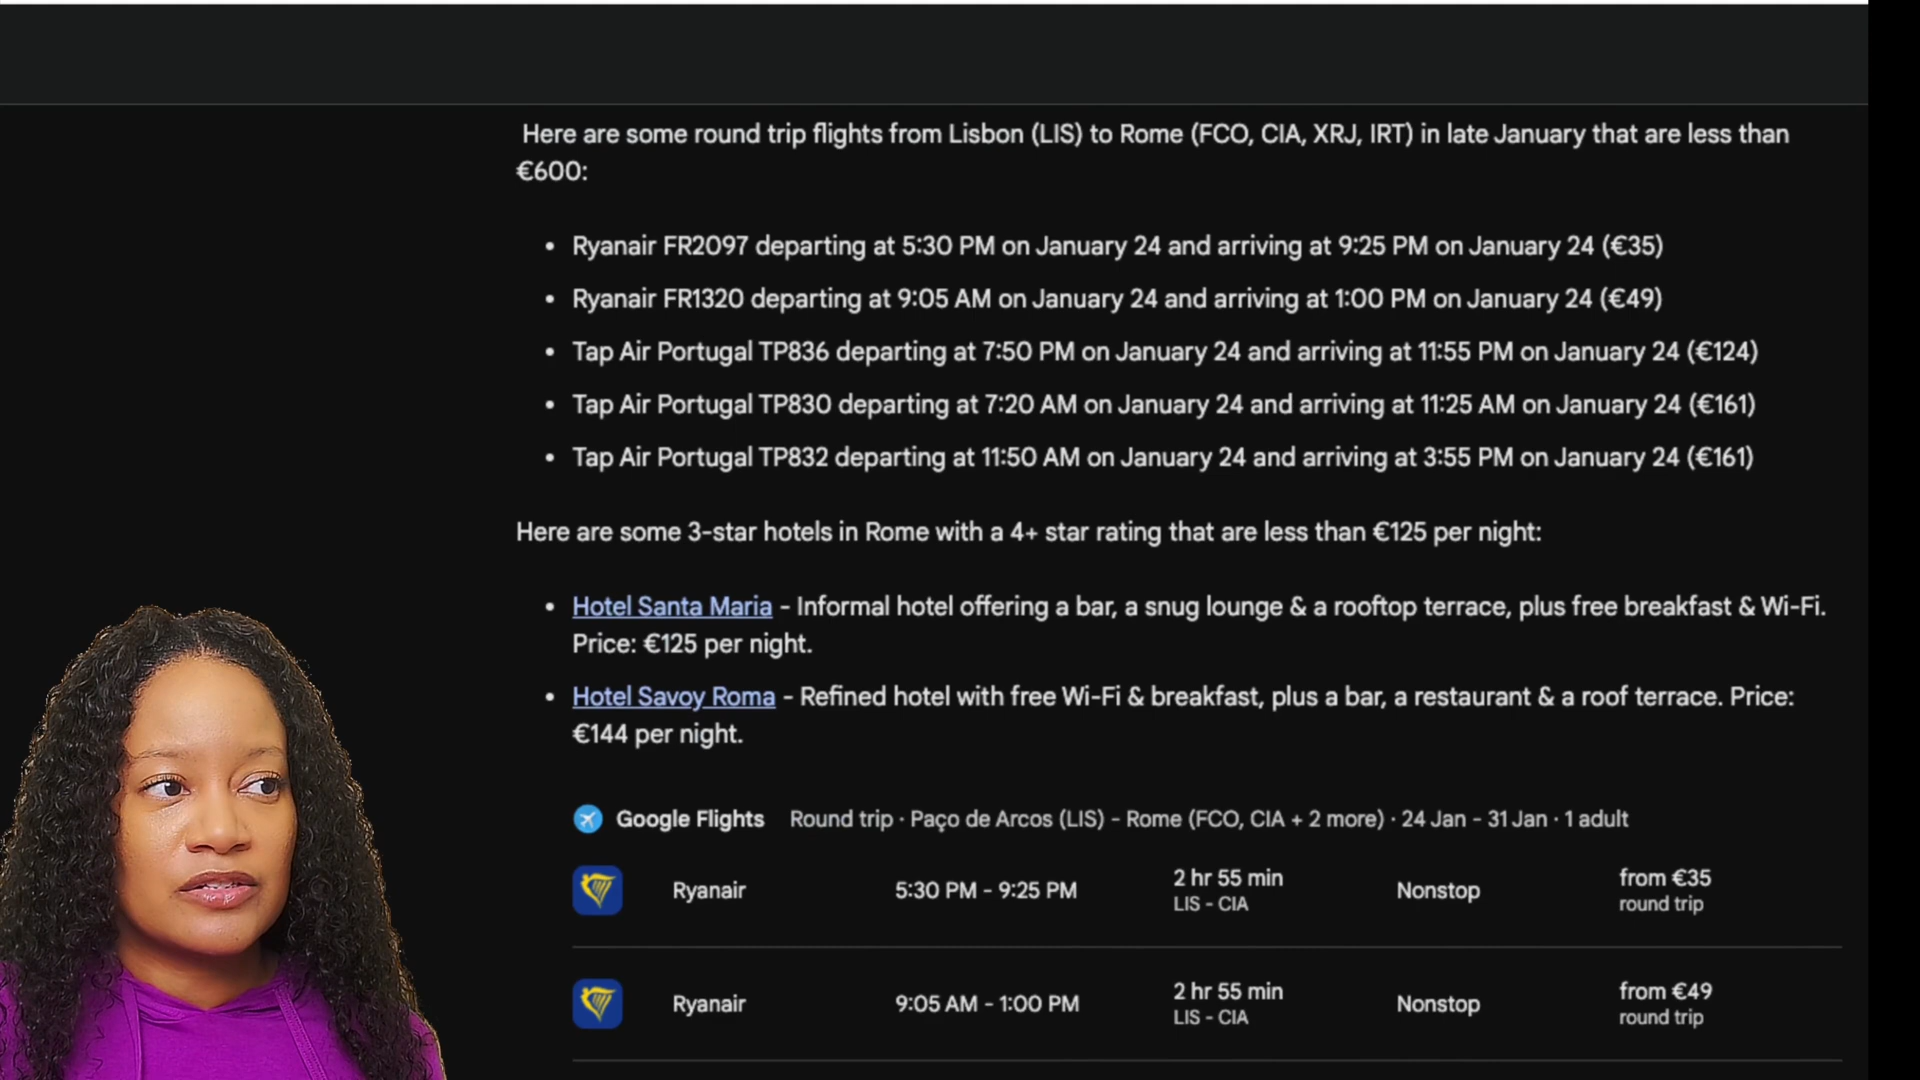 Here are some round trip flights from Lisbon (LIS) to Rome (FCO, CIA, XRJ, IRT) in late January that are less than
€600:
• Ryanair FR2097 departing at 5:30 PM on January 24 and arriving at 9:25 PM on January 24 (€35)
• Ryanair FR1320 departing at 9:05 AM on January 24 and arriving at 1:00 PM on January 24 (€49)
• Tap Air Portugal TP836 departing at 7:50 PM on January 24 and arriving at 11:55 PM on January 24 (€124)
• Tap Air Portugal TP830 departing at 7:20 AM on January 24 and arriving at 11:25 AM on January 24 (€161)
• Tap Air Portugal TP832 departing at 11:50 AM on January 24 and arriving at 3:55 PM on January 24 (€161)
Here are some 3-star hotels in Rome with a 4+ star rating that are less than €125 per night:
• Hotel Santa Maria - Informal hotel offering a bar, a snug lounge & a rooftop terrace, plus free breakfast & Wi-Fi.
Price: €125 per night.
• Hotel Savoy Roma - Refined hotel with free Wi-Fi & breakfast, plus a bar, a restaurant & a roof terrace. Price:
€144 per night.
Google Flights Round trip · Paço de Arcos (LIS) - Rome (FCO, CIA + 2 more) · 24 Jan - 31 Jan · 1 adult
Ryanair 5:30 PM - 9:25 PM 2 hr 55 min Nonstop from €35
LIS - CIA round trip
Ryanair 9:05 AM - 1:00 PM 2 hr 55 min Nonstop from €49
LIS - CIA round trip